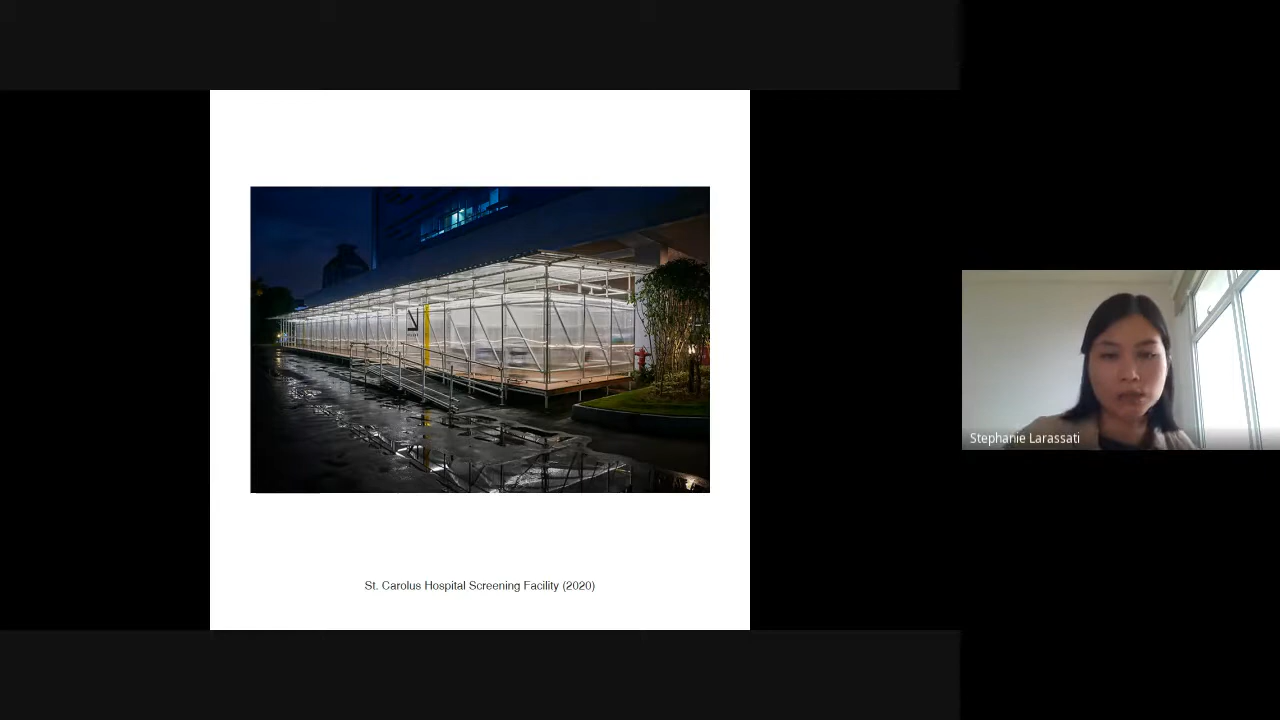 St. Carolus Hospital Screening Facility (2020)
Stephanie Larassati